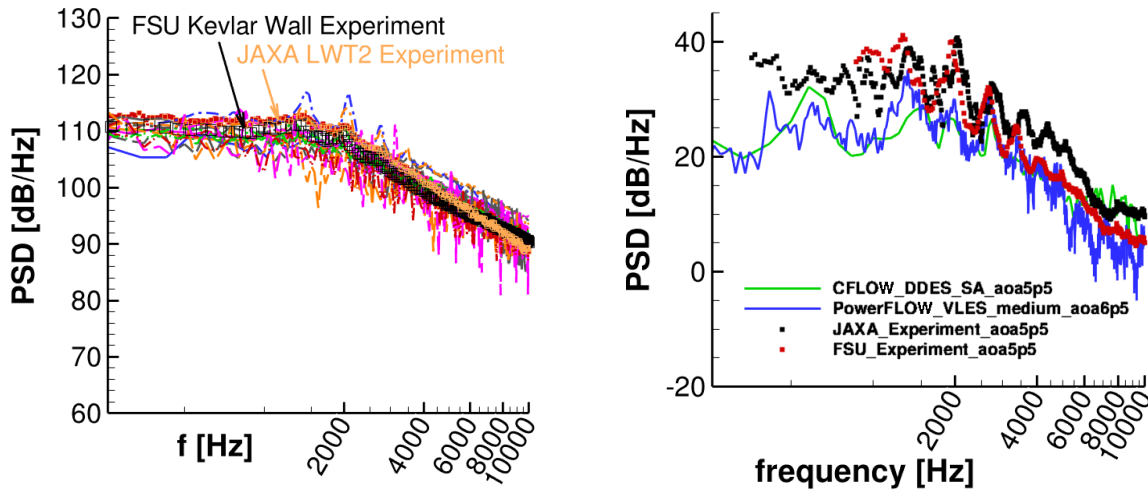 130
FSU Kevlar Wall Experiment
120
JAXA LWT2 Experiment
110
100
90
80
70
60
PSD [dB/Hz]
f [Hz]
2000
4000
6000
8000
10000
40
20
0
-20
PSD [dB/Hz]
CFLOW_DDES_SA_aoa5p5
PowerFLOW_VLES_medium_aoa6p5
JAXA_Experiment_aoa5p5
FSU_Experiment_aoa5p5
2000
4000
6000
8000
10000
frequency [Hz]